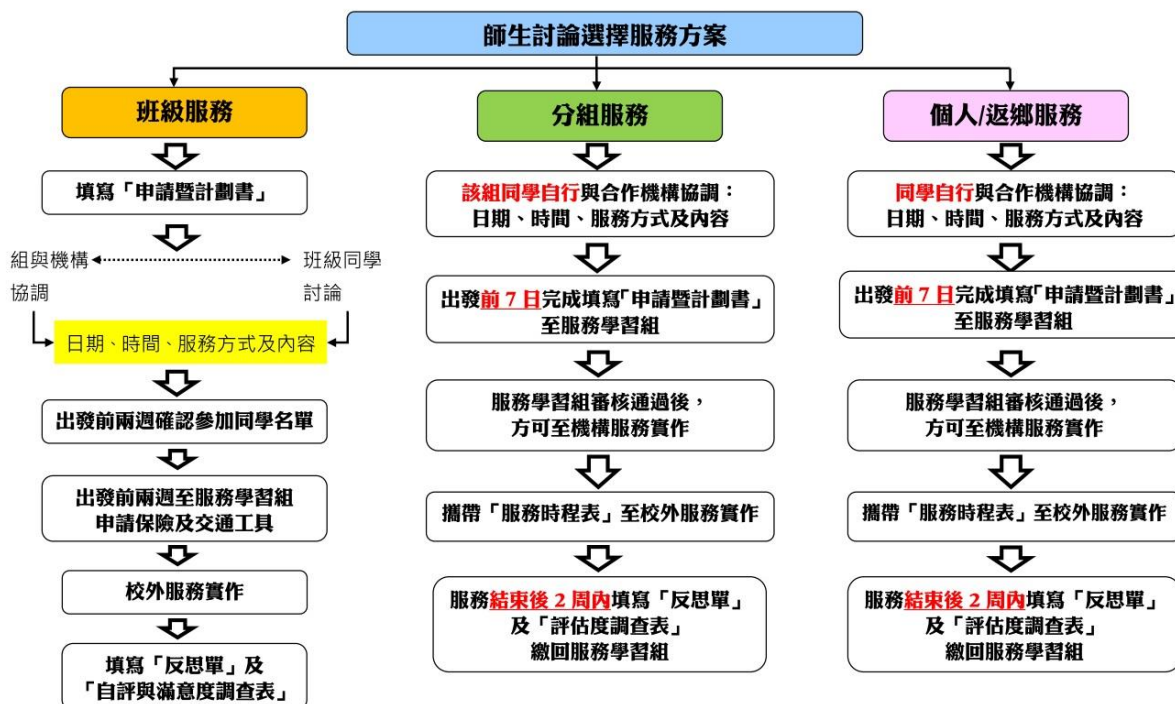 師生討論選擇服務方案
班級服務
填寫「申請暨計劃書」
組與機構
協調
班級同學
討論
日期、時間、服務方式及內容
出發前兩週確認參加同學名單
出發前兩週至服務學習組
申請保險及交通工具
校外服務實作
填寫「反思單」及
「自評與滿意度調查表」
分組服務
該組同學自行與合作機構協調：
日期、時間、服務方式及內容
出發前 7 日完成填寫「申請暨計劃書」
至服務學習組
服務學習組審核通過後，
方可至機構服務實作
攜帶「服務時程表」至校外服務實作
服務結束後 2 周內填寫「反思單」
及「評估度調查表」
繳回服務學習組
個人/返鄉服務
同學自行與合作機構協調：
日期、時間、服務方式及內容
出發前 7 日完成填寫「申請暨計劃書」
至服務學習組
服務學習組審核通過後，
方可至機構服務實作
攜帶「服務時程表」至校外服務實作
服務結束後 2 周內填寫「反思單」
及「評估度調查表」
繳回服務學習組